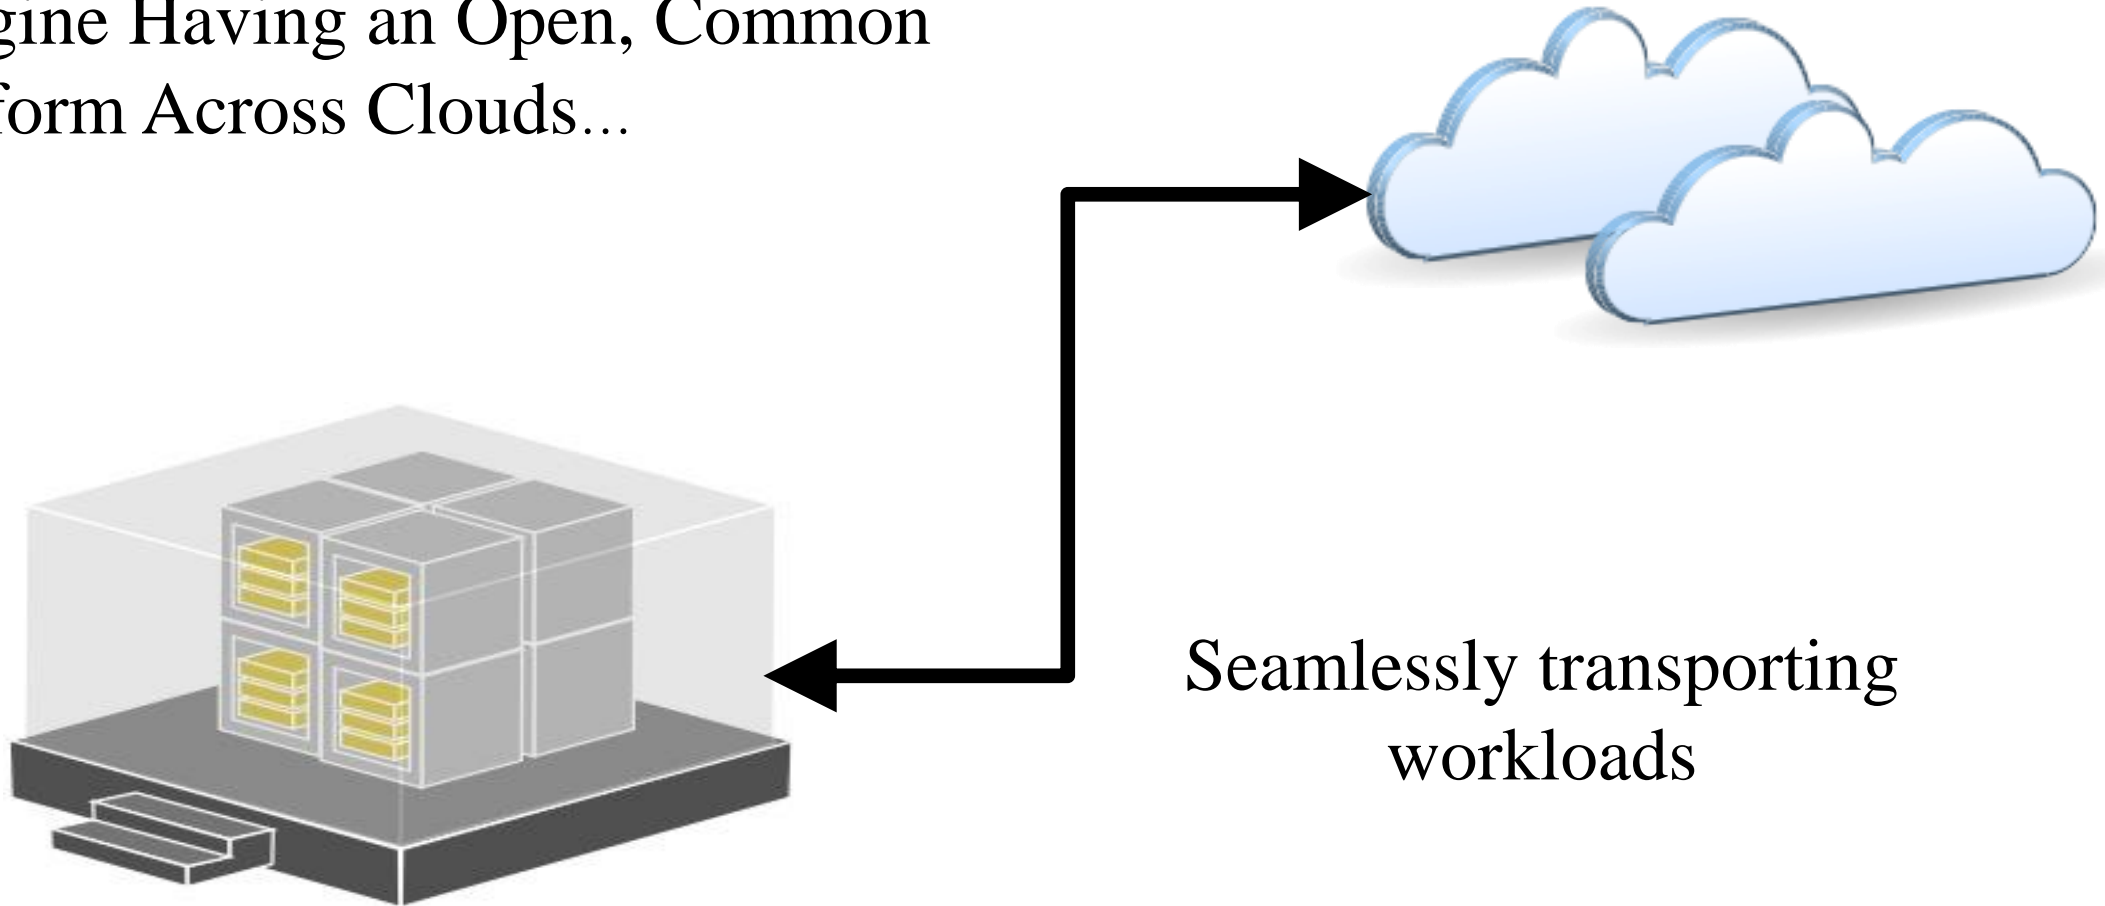 gine Having an Open, Common
form Across Clouds...
Seamlessly transporting
workloads